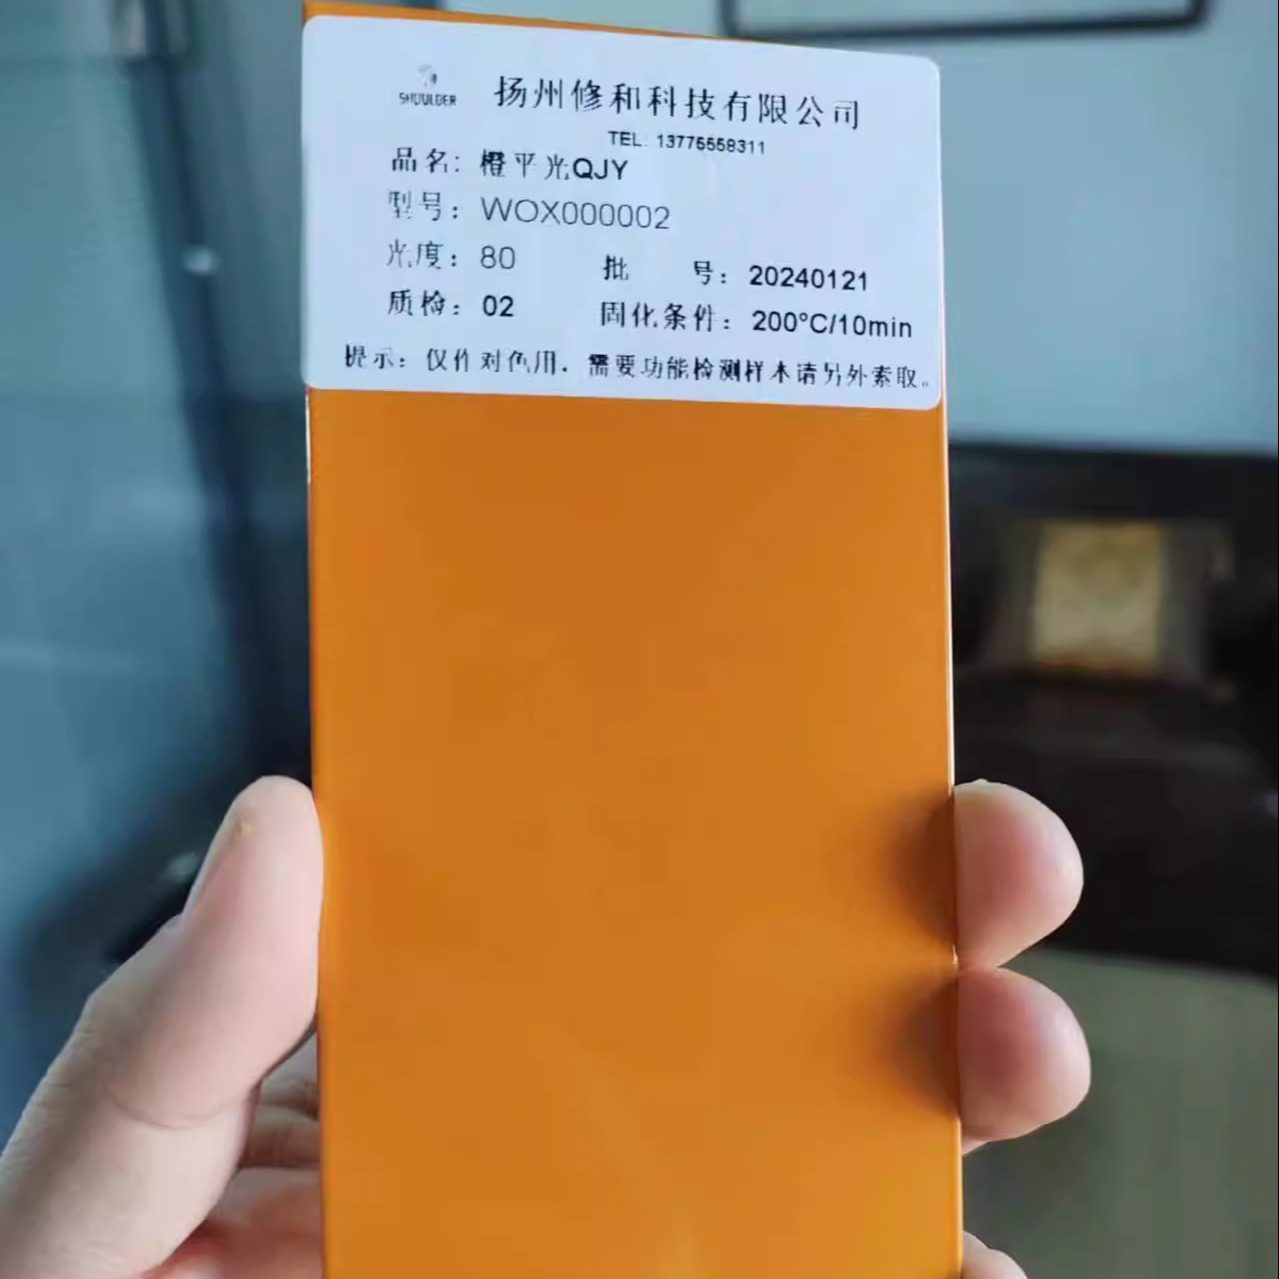 SHOULDER
扬州修和科技有限公司
TEL: 13775558311
品名: 橙平光QJY
型号: WOX000002
光度: 80 批 号: 20240121
质检: 02 固化条件: 200°C/10min
提示: 仅作对色用. 需要功能检测样本请另外索取。